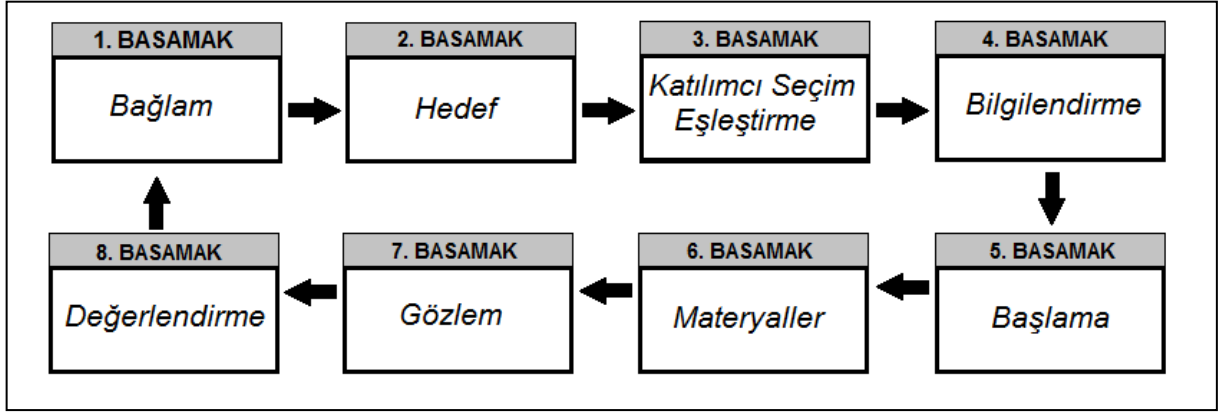 1. BASAMAK
Bağlam
2. BASAMAK
Hedef
3. BASAMAK
Katılımcı Seçim
Eşleştirme
4. BASAMAK
Bilgilendirme
5. BASAMAK
Başlama
6. BASAMAK
Materyaller
7. BASAMAK
Gözlem
8. BASAMAK
Değerlendirme